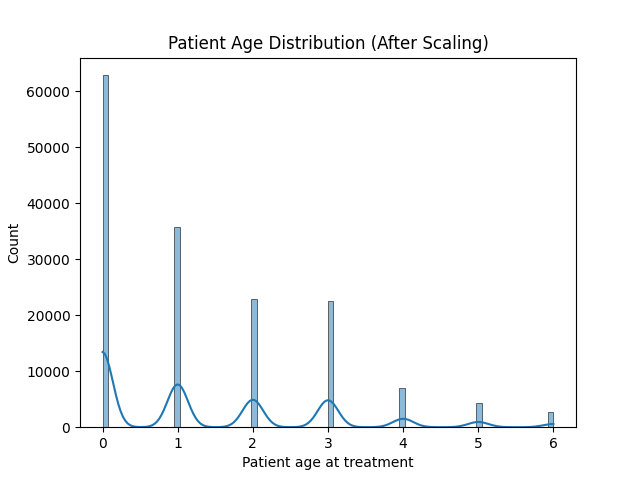 Patient Age Distribution (After Scaling)
60000
50000
40000
30000
20000
10000
0
Count
0 1 2 3 4 5 6
Patient age at treatment